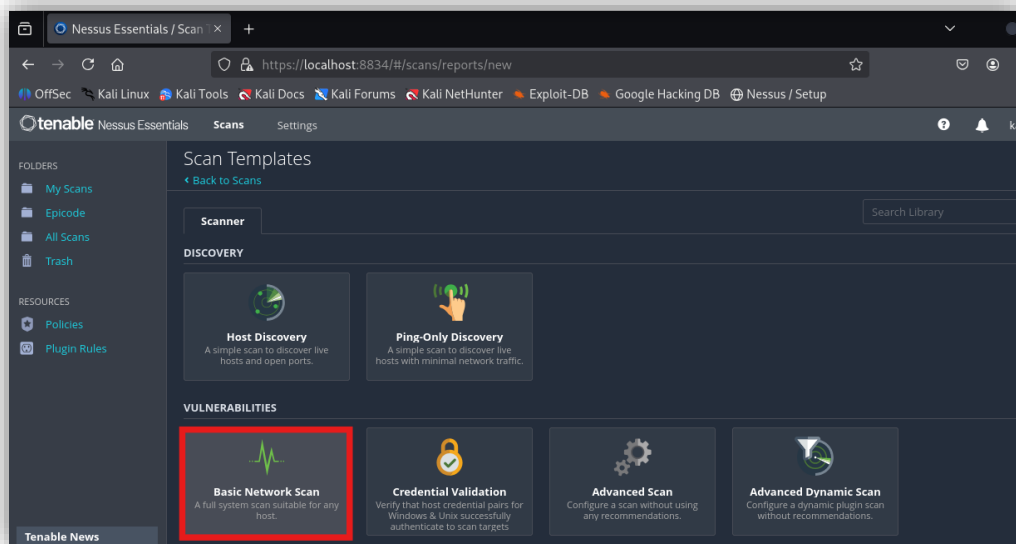 Nessus Essentials / Scan T
https://localhost:8834/#/scans/reports/new
OffSec Kali Linux Kali Tools Kali Docs Kali Forums Kali NetHunter Exploit-DB Google Hacking DB Nessus / Setup
tenable Nessus Essentials Scans Settings
FOLDERS
My Scans
Epicode
All Scans
Trash
RESOURCES
Policies
Plugin Rules
Tenable News
Scan Templates
Back to Scans
Scanner
Search Library
DISCOVERY
Host Discovery
A simple scan to discover live
hosts and open ports.
Ping-Only Discovery
A simple scan to discover live
hosts with minimal network traffic.
VULNERABILITIES
Basic Network Scan
A full system scan suitable for any
host.
Credential Validation
Verify that host credential pairs for
Windows & Unix successfully
authenticate to scan targets
Advanced Scan
Configure a scan without using
any recommendations.
Advanced Dynamic Scan
Configure a dynamic plugin scan
without recommendations.